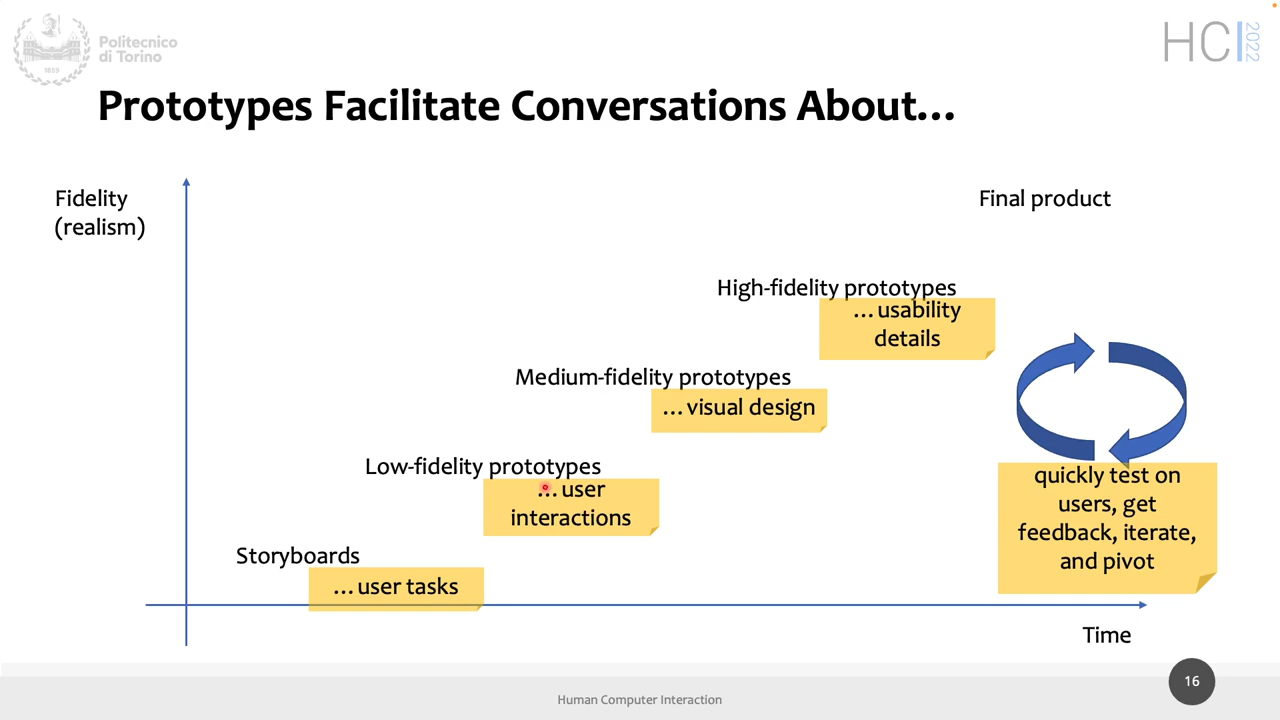 Politecnico
di Torino
1859
HCI
2022
Prototypes Facilitate Conversations About…
Fidelity
(realism)
Final product
High-fidelity prototypes
…usability
details
Medium-fidelity prototypes
…visual design
Low-fidelity prototypes
…user
interactions
Storyboards
…user tasks
quickly test on
users, get
feedback, iterate,
and pivot
Time
16
Human Computer Interaction